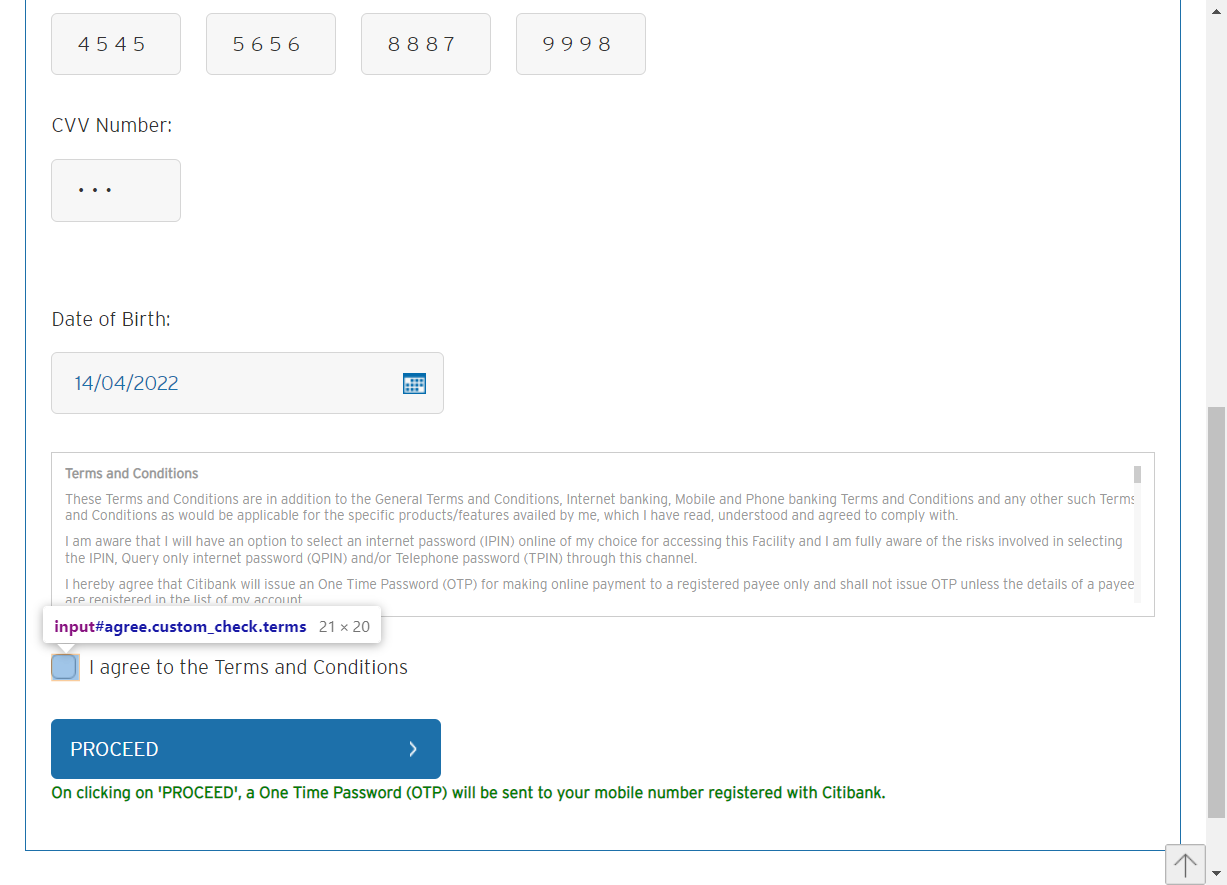 4545 5656 8887 9998
CVV Number:
•••
Date of Birth:
14/04/2022
Terms and Conditions
These Terms and Conditions are in addition to the General Terms and Conditions, Internet banking, Mobile and Phone banking Terms and Conditions and any other such Terms
and Conditions as would be applicable for the specific products/features availed by me, which I have read, understood and agreed to comply with.
I am aware that I will have an option to select an internet password (IPIN) online of my choice for accessing this Facility and I am fully aware of the risks involved in selecting
the IPIN, Query only internet password (QPIN) and/or Telephone password (TPIN) through this channel.
I hereby agree that Citibank will issue an One Time Password (OTP) for making online payment to a registered payee only and shall not issue OTP unless the details of a payee
are registered in the list of my account.
input#agree.custom_check.terms 21 × 20
I agree to the Terms and Conditions
PROCEED
On clicking on 'PROCEED', a One Time Password (OTP) will be sent to your mobile number registered with Citibank.